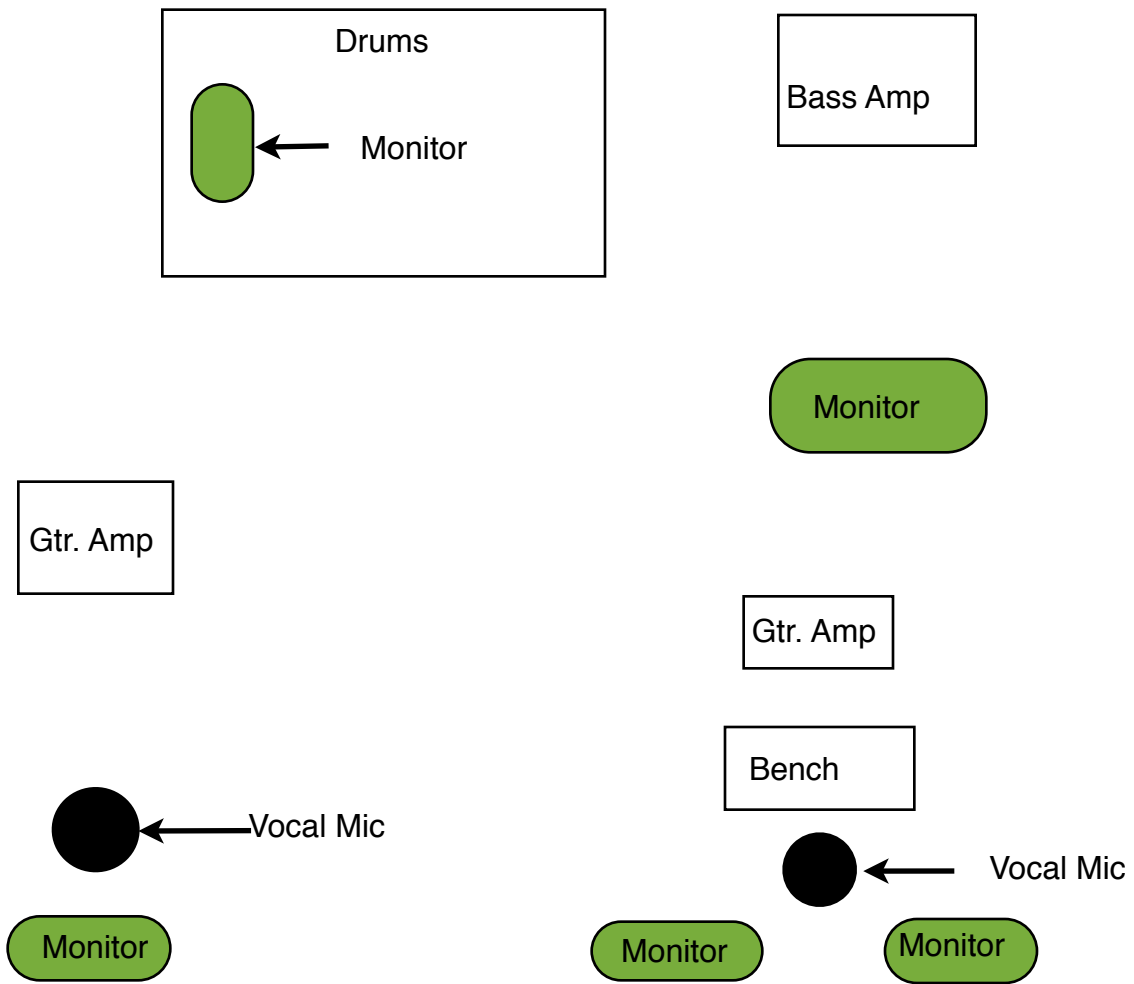 Drums
Bass Amp
Monitor
Monitor
Gtr. Amp
Gtr. Amp
Bench
Vocal Mic
Vocal Mic
Monitor
Monitor
Monitor